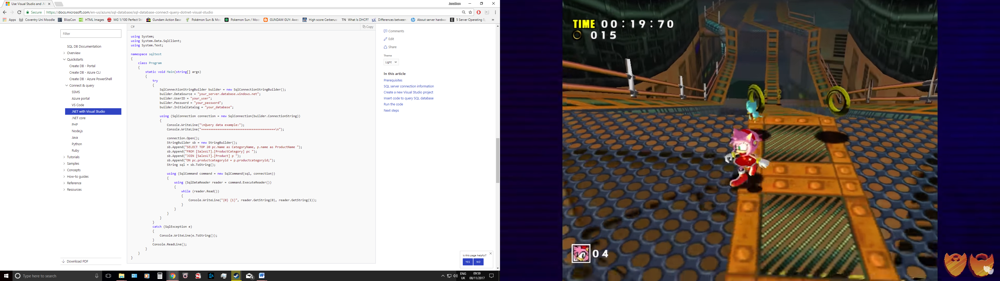 Use Visual Studio and .N
Jonathon
Secure
https://docs.microsoft.com/en-us/azure/sql-database/sql-database-connect-query-dotnet-visual-studio
Apps Coventry Uni Moodle BlizzCon HTML Images MG 1/100 Perfect Stri Gundam Action Base Pokémon Sun & Moo Pokemon Sun / Moon GUNDAM GUY: Awes High score Cerberus TN What Is DHCP? Differences between About server hardwa 5 Server Operating Sy »
Filter
SQL DB Documentation
Overview
Quickstarts
Create DB - Portal
Create DB - Azure CLI
Create DB - Azure PowerShell
Connect & query
SSMS
Azure portal
VS Code
.NET with Visual Studio
.NET core
PHP
Node.js
Java
Python
Ruby
Tutorials
Samples
Concepts
How-to guides
Reference
Resources
Download PDF
C#
Copy
using System;
using System.Data.SqlClient;
using System.Text;
namespace sqltest
{
class Program
{
static void Main(string[] args)
{
try
{
SqlConnectionStringBuilder builder = new SqlConnectionStringBuilder();
builder.DataSource = "your_server.database.windows.net";
builder.UserID = "your_user";
builder.Password = "your_password";
builder.InitialCatalog = "your_database";
using (SqlConnection connection = new SqlConnection(builder.ConnectionString))
{
Console.WriteLine("\nQuery data example:");
Console.WriteLine("=========================================\n");
connection.Open();
StringBuilder sb = new StringBuilder();
sb.Append("SELECT TOP 20 pc.Name as CategoryName, p.name as ProductName ");
sb.Append("FROM [SalesLT].[ProductCategory] pc ");
sb.Append("JOIN [SalesLT].[Product] p ");
sb.Append("ON pc.productcategoryid = p.productcategoryid;");
String sql = sb.ToString();
using (SqlCommand command = new SqlCommand(sql, connection))
{
using (SqlDataReader reader = command.ExecuteReader())
{
while (reader.Read())
{
Console.WriteLine("{0} {1}", reader.GetString(0), reader.GetString(1));
}
}
}
}
}
catch (SqlException e)
{
Console.WriteLine(e.ToString());
}
Console.ReadLine();
}
}
}
Comments
Edit
Share
Theme
Light
In this article
Prerequisites
SQL server connection information
Create a new Visual Studio project
Insert code to query SQL database
Run the code
Next steps
Is this page helpful?
YES NO
Type here to search
4
ENG
UK
09:59
08/11/2017
TIME 00:19:70
015
04